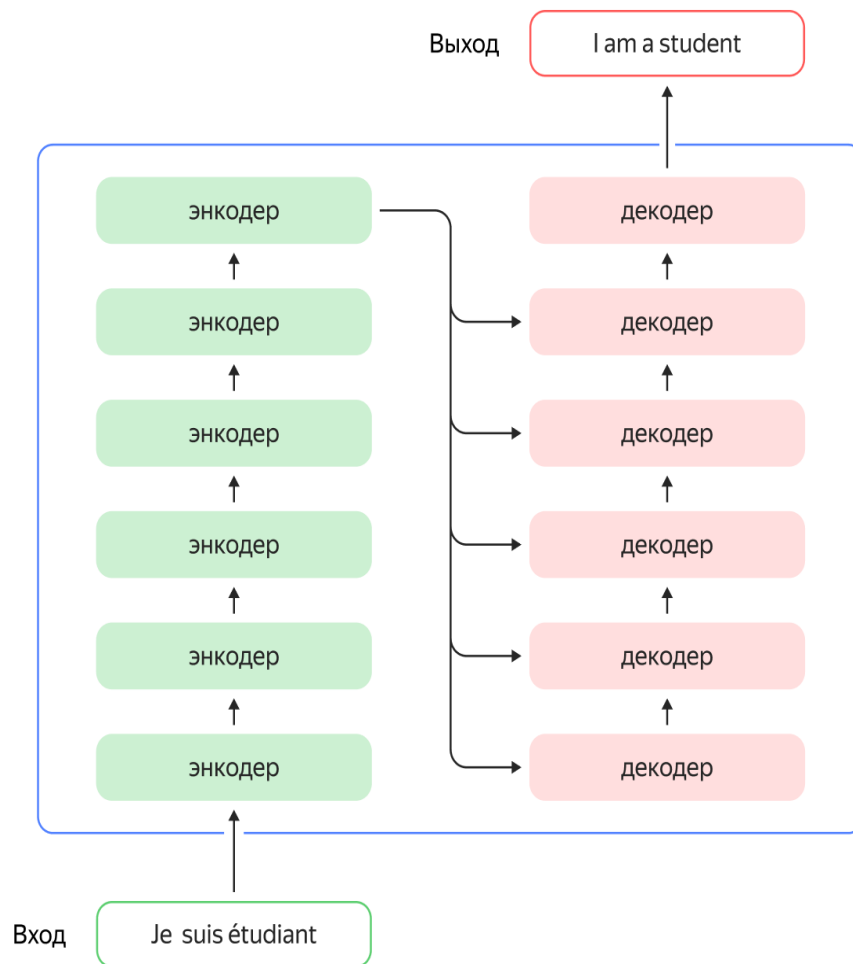 Выход
I am a student
энкодер
декодер
энкодер
декодер
энкодер
декодер
энкодер
декодер
энкодер
декодер
энкодер
декодер
Вход
Je suis étudiant